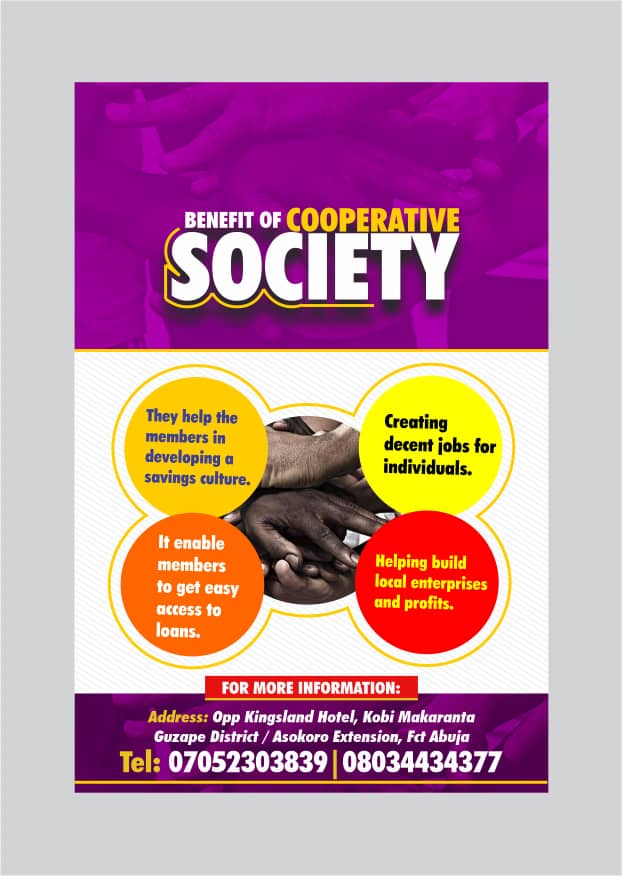 BENEFIT OF COOPERATIVE
SOCIETY
They help the
members in
developing a
savings culture.
Creating
decent jobs for
individuals.
It enable
members
to get easy
access to
loans.
Helping build
local enterprises
and profits.
FOR MORE INFORMATION:
Address: Opp Kingsland Hotel, Kobi Makaranta
Guzape District / Asokoro Extension, Fct Abuja
Tel: 07052303839|08034434377